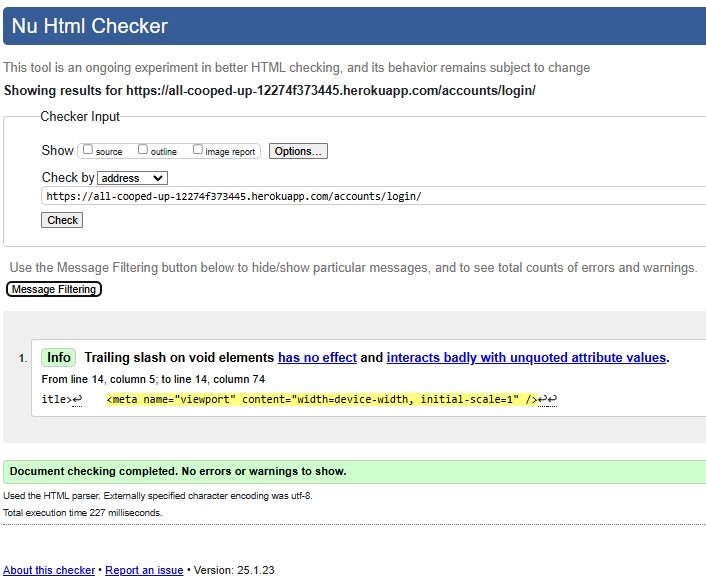 Nu Html Checker
This tool is an ongoing experiment in better HTML checking, and its behavior remains subject to change
Showing results for https://all-cooped-up-12274f373445.herokuapp.com/accounts/login/
Checker Input
Show source outline image report Options...
Check by address
https://all-cooped-up-12274f373445.herokuapp.com/accounts/login/
Check
Use the Message Filtering button below to hide/show particular messages, and to see total counts of errors and warnings.
Message Filtering
1. Info Trailing slash on void elements has no effect and interacts badly with unquoted attribute values.
From line 14, column 5; to line 14, column 74
itle>↩ <meta name="viewport" content="width=device-width, initial-scale=1" />↩↩
Document checking completed. No errors or warnings to show.
Used the HTML parser. Externally specified character encoding was utf-8.
Total execution time 227 milliseconds.
About this checker • Report an issue • Version: 25.1.23